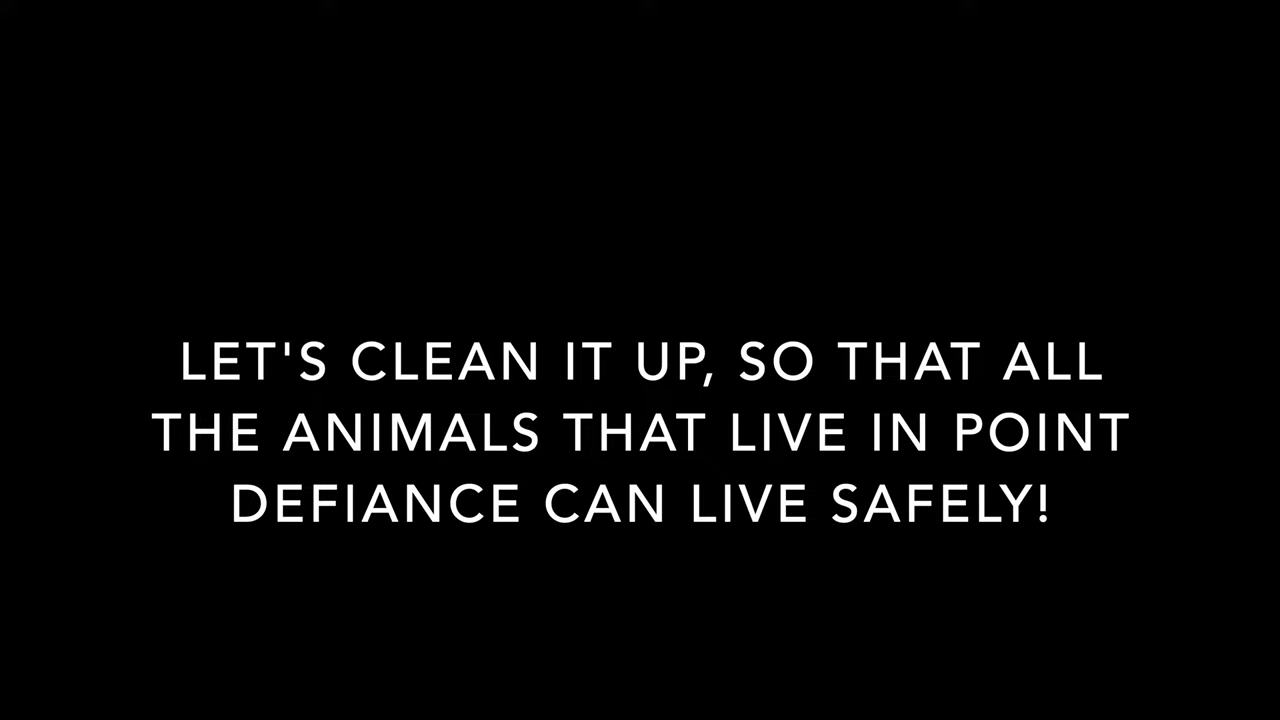 LET'S CLEAN IT UP, SO THAT ALL
THE ANIMALS THAT LIVE IN POINT
DEFIANCE CAN LIVE SAFELY!